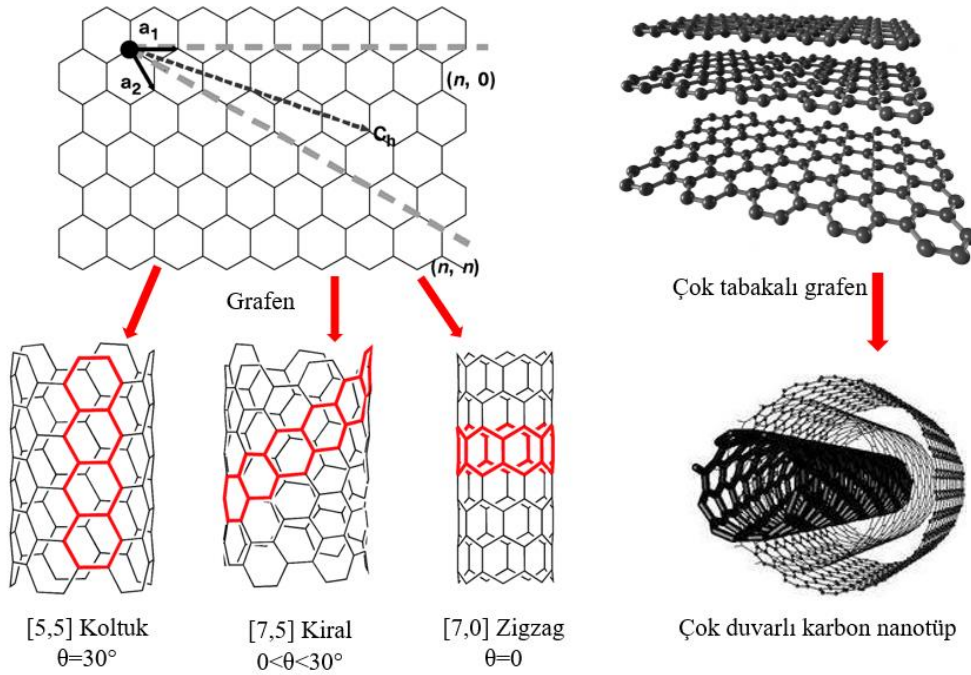 a1
a2
(n, 0)
Ch
(n, n)
Grafen
Çok tabakalı grafen
[5,5] Koltuk
θ=30°
[7,5] Kiral
0<θ<30°
[7,0] Zigzag
θ=0
Çok duvarlı karbon nanotüp